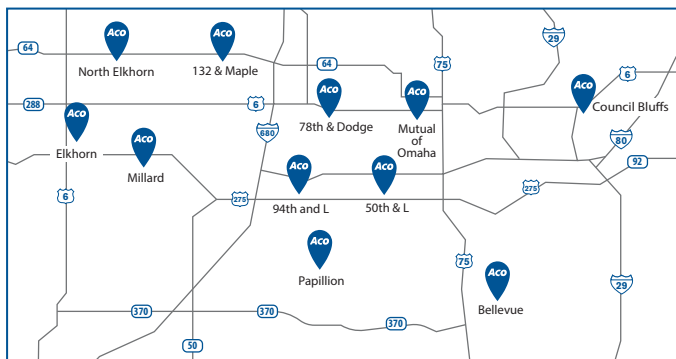 29
Aco
Aco
64
64
75
North Elkhorn
132 & Maple
6
Aco
Aco
Aco
288
6
Council Bluffs
Aco
78th & Dodge
Mutual
of
Omaha
680
80
Elkhorn
Aco
92
Millard
Aco
Aco
6
275
275
94th and L
50th & L
Aco
75
Papillion
Aco
29
Bellevue
370
370
370
50